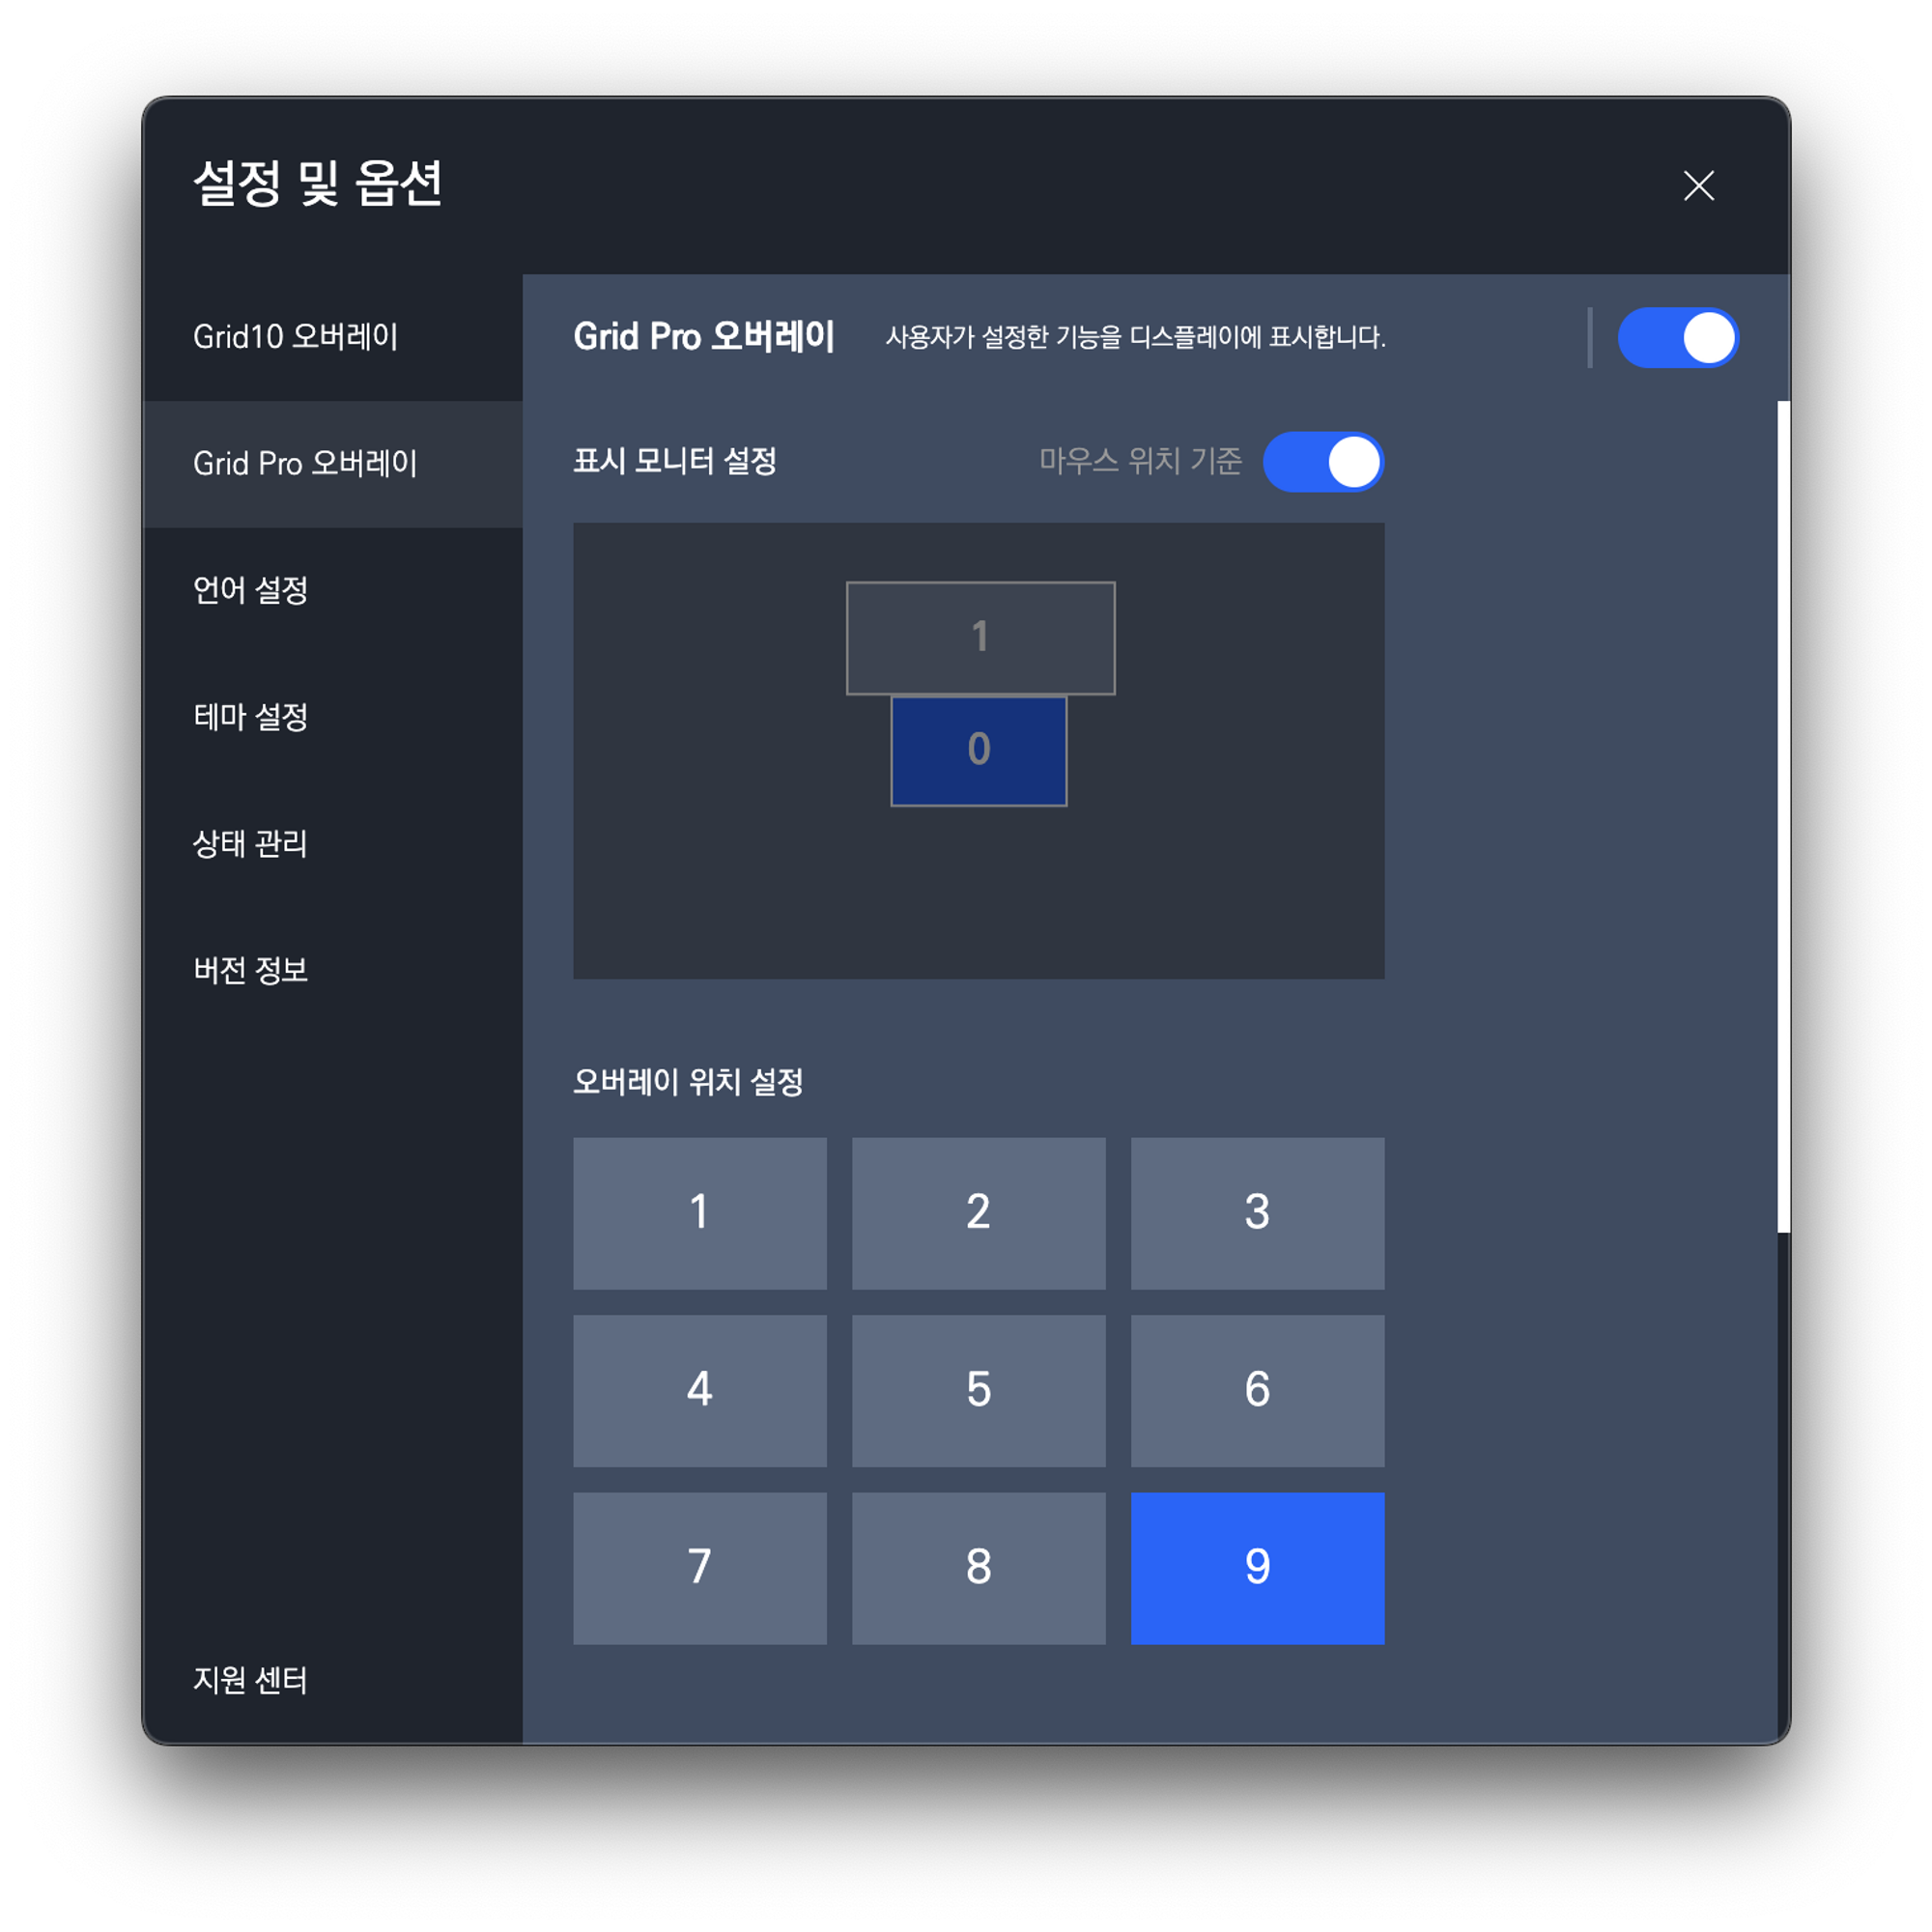 설정 및 옵션
Grid10 오버레이
Grid Pro 오버레이
언어 설정
테마 설정
상태 관리
버전 정보
지원 센터
Grid Pro 오버레이 사용자가 설정한 기능을 디스플레이에 표시합니다.
표시 모니터 설정 마우스 위치 기준
1
0
오버레이 위치 설정
1 2 3
4 5 6
7 8 9